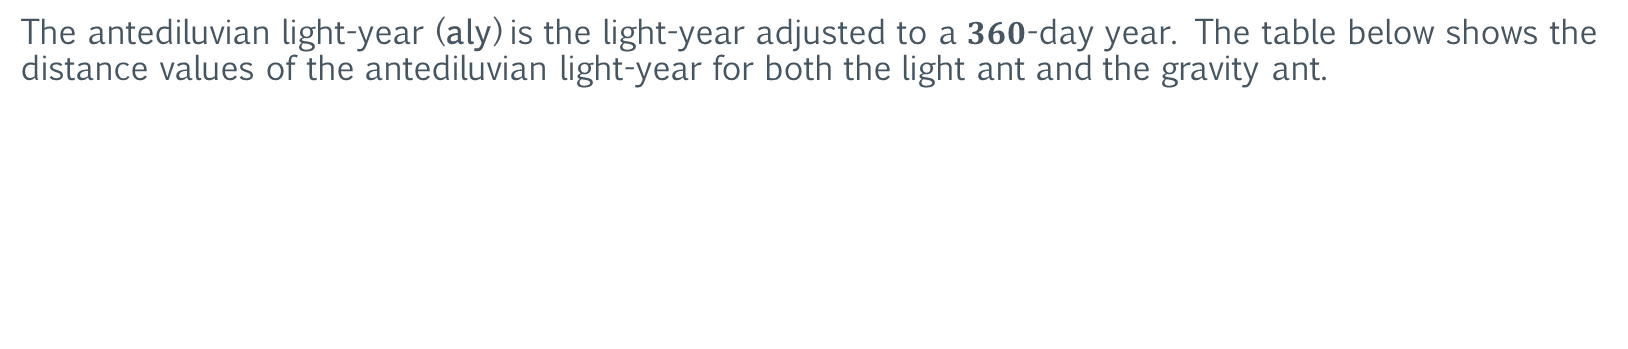 The antediluvian light-year (aly) is the light-year adjusted to a 360-day year. The table below shows the
distance values of the antediluvian light-year for both the light ant and the gravity ant.